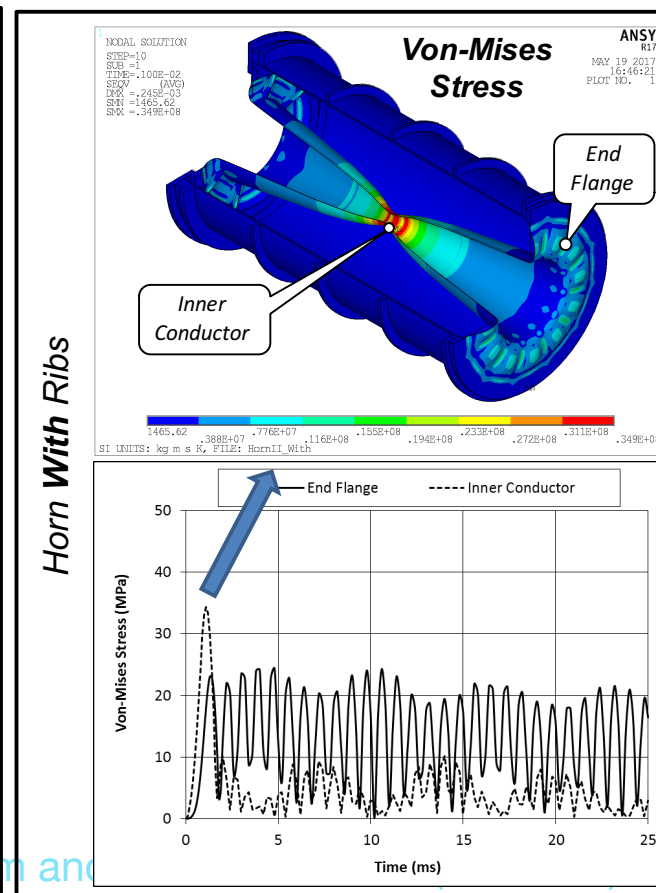 1
NODAL SOLUTION
STEP=10
SUB =1
TIME=.100E-02
SEQV (AVG)
DMX =.245E-03
SMN =1465.62
SMX =.349E+08
Von-Mises
Stress
ANSY
R17
MAY 19 2017
16:46:21
PLOT NO. 1
End
Flange
Inner
Conductor
Horn With Ribs
1465.62 .388E+07 .776E+07 .116E+08 .155E+08 .194E+08 .233E+08 .272E+08 .311E+08 .349E+08
SI UNITS: kg m s K, FILE: HornII_With
End Flange Inner Conductor
50
40
30
20
10
0
Von-Mises Stress (MPa)
0 5 10 15 20 25
Time (ms)
m and